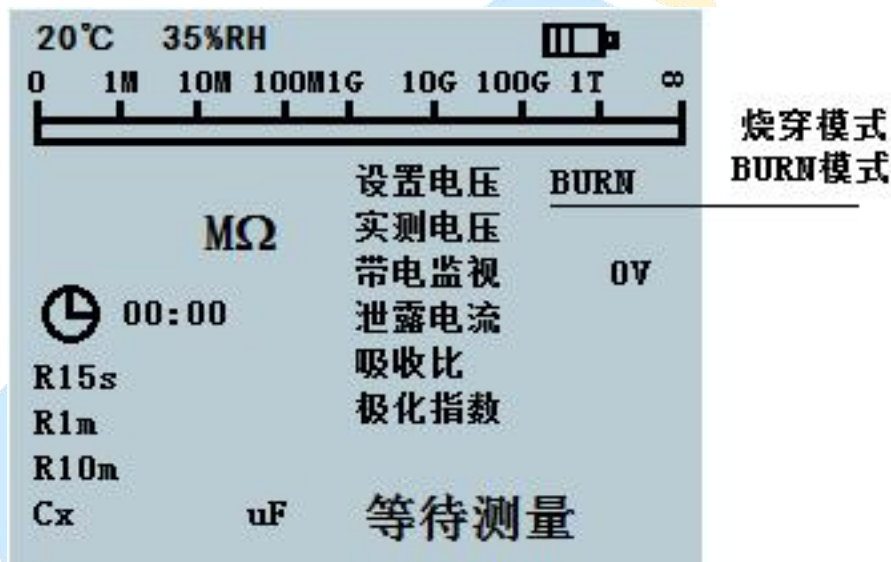 20℃ 35%RH
0 1M 10M 100M 1G 10G 100G 1T ∞
设置电压 BURN
MΩ
实测电压
带电监视 0V
00:00
泄露电流
R15s
吸收比
R1m
极化指数
R10m
Cx uF
等待测量
烧穿模式
BURN模式